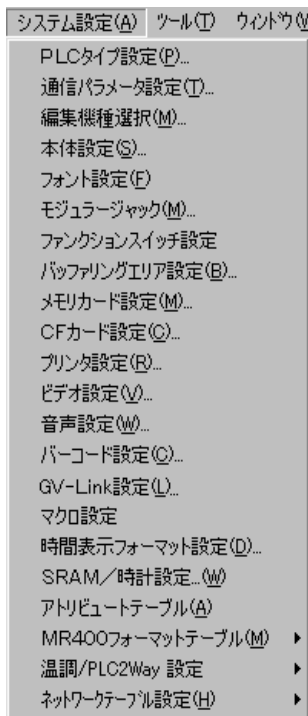 システム設定(A) ツール(T) ウィンドウ(W
PLCタイプ設定(P)...
通信パラメータ設定(T)...
編集機種選択(M)...
本体設定(S)...
フォント設定(F)
モジュラージャック(M)...
ファンクションスイッチ設定
バッファリングエリア設定(B)...
メモリカード設定(M)...
CFカード設定(C)...
プリンタ設定(R)...
ビデオ設定(V)...
音声設定(W)...
バーコード設定(C)...
GV-Link設定(L)...
マクロ設定
時間表示フォーマット設定(D)...
SRAM／時計設定...(W)
アトリビュートテーブル(A)
MR400フォーマットテーブル(M)
温調/PLC2Way 設定
ネットワークテーブル設定(H)